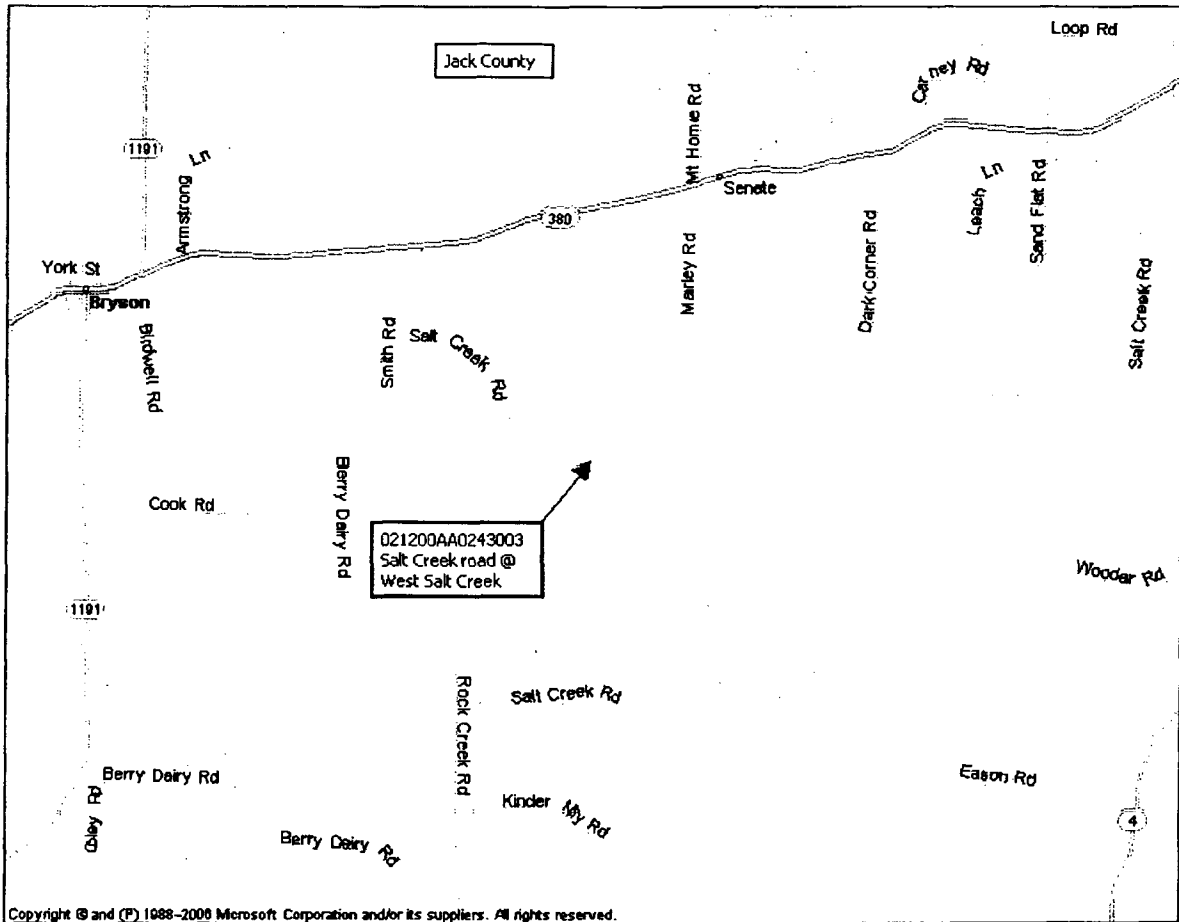 Loop Rd
Jack County
Carney Rd
Mt Home Rd
1191
Armstrong Ln
Senate
Leach Ln
Sand Flat Rd
380
Marley Rd
Dark Corner Rd
Salt Creek Rd
York St
Bryson
Birdwell Rd
Smith Rd
Salt Creek Rd
Berry Dairy Rd
Cook Rd
021200AA0243003
Salt Creek road @
West Salt Creek
Wooder Rd
1191
Rock Creek Rd
Salt Creek Rd
Berry Dairy Rd
Eason Rd
Kinder My Rd
4
Berry Dairy Rd
Copyright © and (P) 1988-2006 Microsoft Corporation and/or its suppliers. All rights reserved.